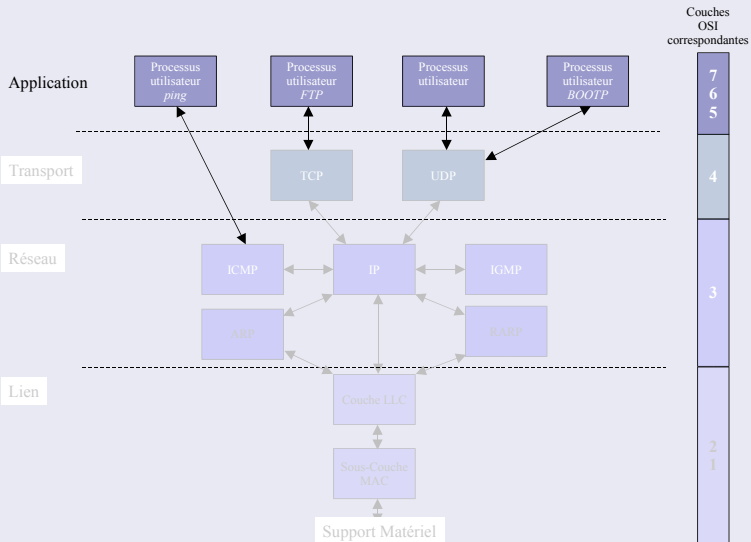 Couches
OSI
correspondantes
Application
Processus
utilisateur
ping
Processus
utilisateur
FTP
Processus
utilisateur
Processus
utilisateur
BOOTP
7
6
5
Transport
TCP
UDP
4
Réseau
ICMP
IP
IGMP
3
ARP
RARP
Lien
Couche LLC
Sous-Couche
MAC
2
1
Support Matériel